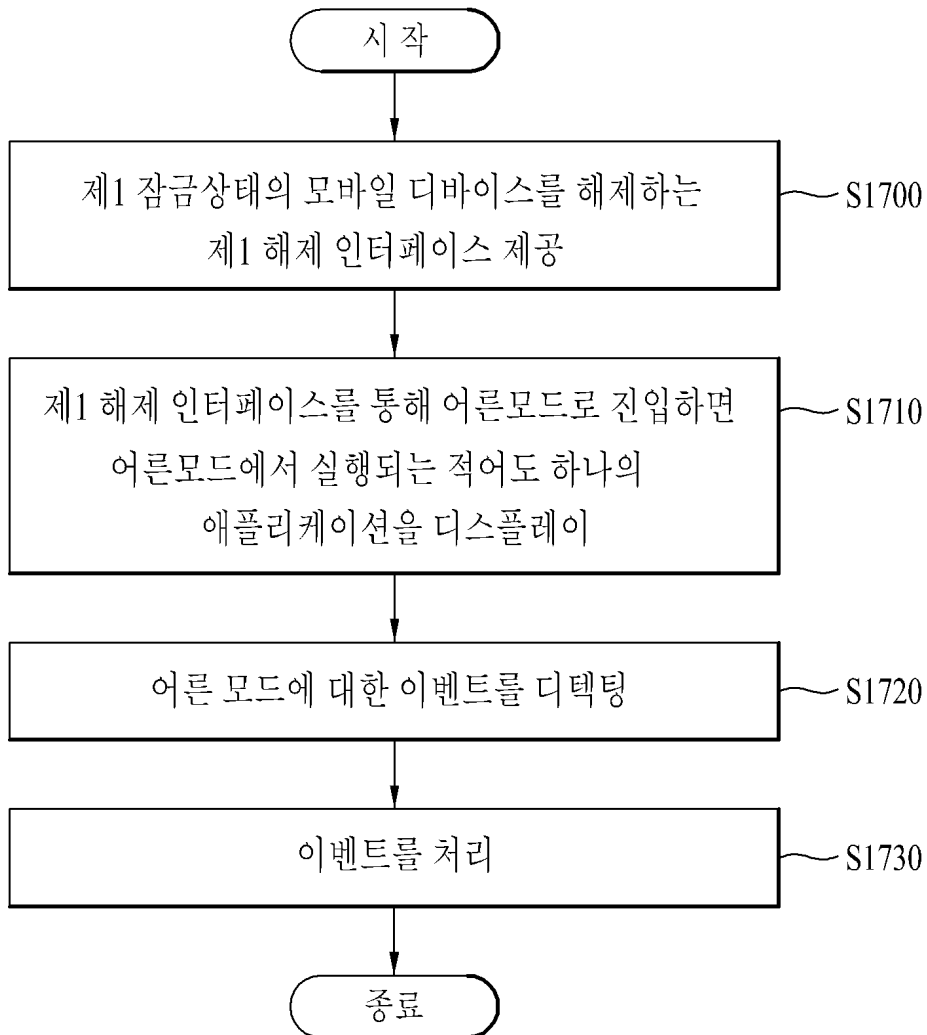 시작
제1 잠금상태의 모바일 디바이스를 해제하는
제1 해제 인터페이스 제공
S1700
제1 해제 인터페이스를 통해 어른모드로 진입하면
어른모드에서 실행되는 적어도 하나의
애플리케이션을 디스플레이
S1710
어른 모드에 대한 이벤트를 디텍팅
S1720
이벤트를 처리
S1730
종료